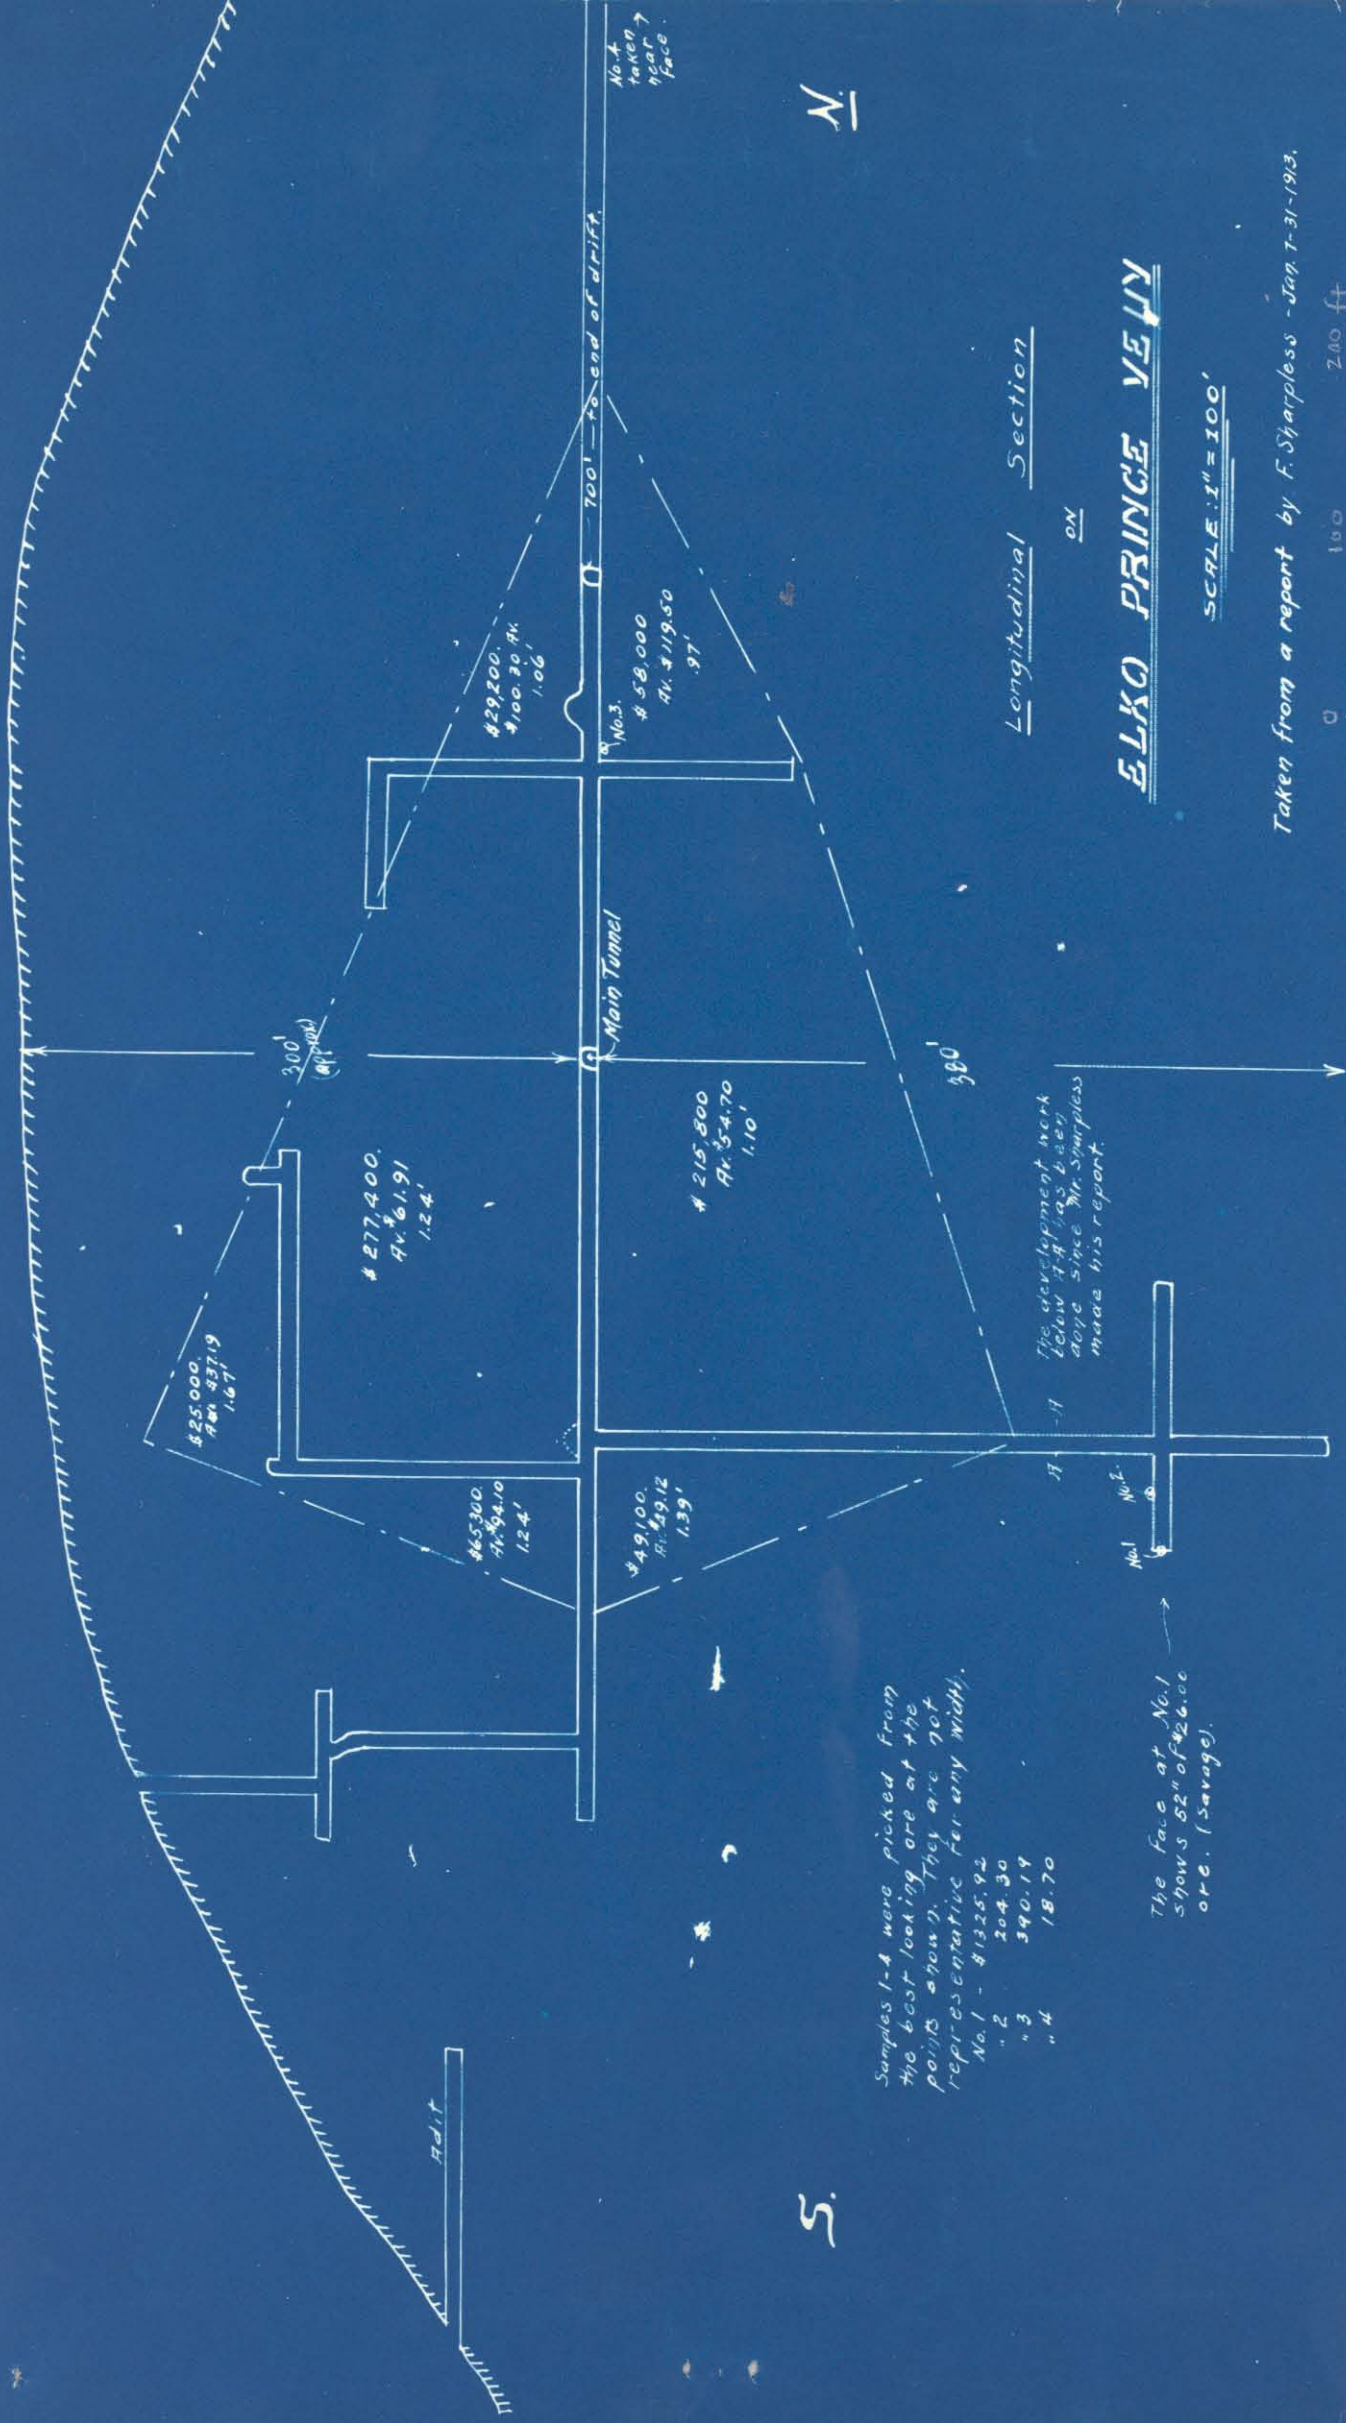 Adit
$25,000.
$37.19
1.67'
$65,300.
Av. $94.10
1.24'
$277,400.
Av. $61.91
1.24'
300'
(approx)
$29,200.
$100.30 Av.
1.06'
No.3.
$58,000
Av. $119.50
.97'
700' to end of drift.
No.4
taken
near
face.
Main Tunnel
$49,100.
Av. $39.12
1.39'
$215,800
Av. $54.70
1.10'
380'
A
A
The development work
below A-A has been
done since Mr. Sharpless
made his report.
No.1
No.2.
S.
N.
Samples 1-4 were picked from
the best looking ore at the
points shown. They are not
representative for any width.
No. 1 - $1325.92
" 2 204.30
" 3 390.19
" 4 18.70
The face at No.1
shows 52" of $26.00
ore. (Savage).
Longitudinal Section
ON
ELKO PRINCE VEIN
SCALE: 1" = 100'
Taken from a report by F. Sharpless - Jan. 7-31-1913.
0 100 200 ft